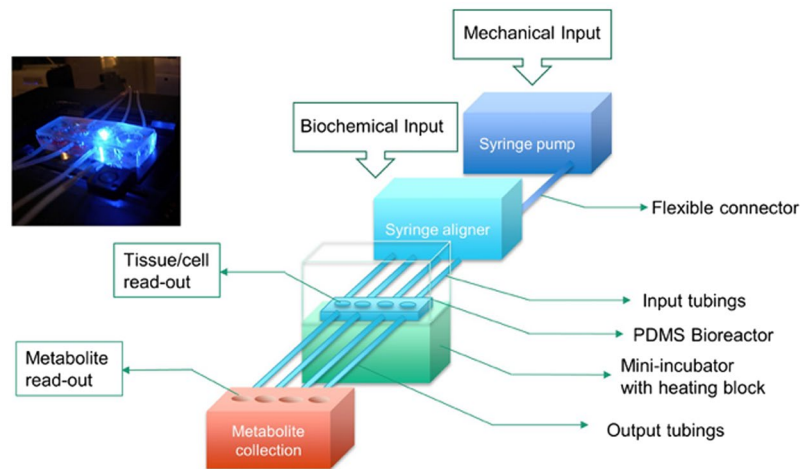 Mechanical Input
Biochemical Input
Syringe pump
Syringe aligner
Flexible connector
Tissue/cell
read-out
Input tubings
PDMS Bioreactor
Metabolite
read-out
Mini-incubator
with heating block
Output tubings
Metabolite
collection